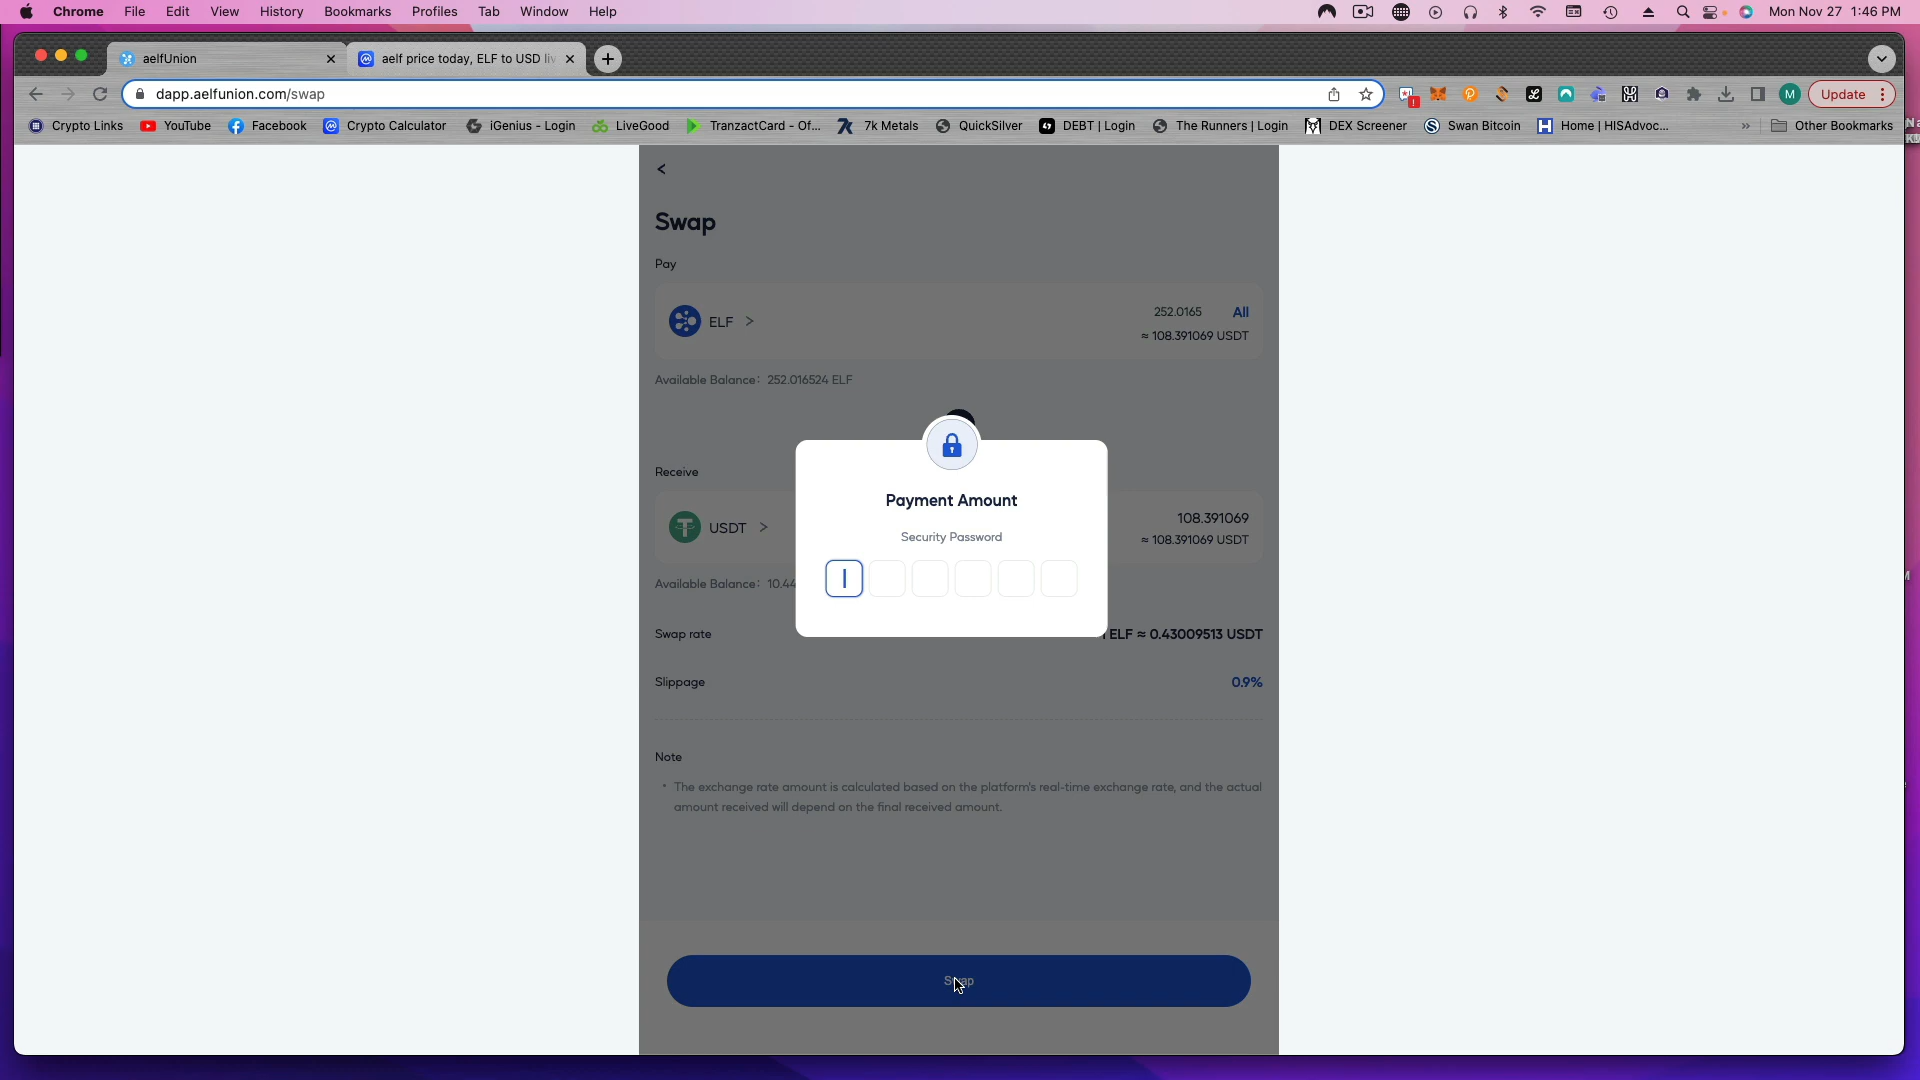 Chrome File Edit View History Bookmarks Profiles Tab Window Help Mon Nov 27 1:46 PM
aelfUnion aelf price today, ELF to USD liv
dapp.aelfunion.com/swap M Update
Crypto Links YouTube Facebook Crypto Calculator iGenius - Login LiveGood TranzactCard - Of... 7k Metals QuickSilver DEBT | Login The Runners | Login DEX Screener Swan Bitcoin Home | HISAdvoc... » Other Bookmarks
<
Swap
Pay
ELF > 252.0165 All
≈ 108.391069 USDT
Available Balance: 252.016524 ELF
Receive
USDT > 108.391069
≈ 108.391069 USDT
Available Balance: 10.44
Payment Amount
Security Password
Swap rate ELF ≈ 0.43009513 USDT
Slippage 0.9%
Note
• The exchange rate amount is calculated based on the platform's real-time exchange rate, and the actual
amount received will depend on the final received amount.
Swap